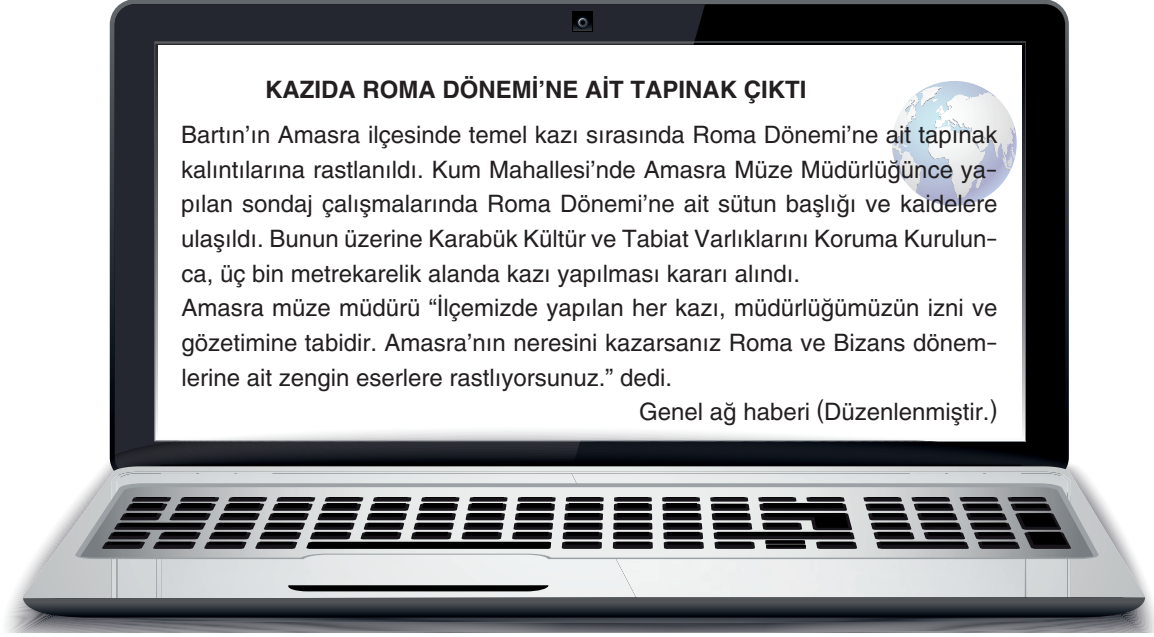 KAZIDA ROMA DÖNEMİ’NE AİT TAPINAK ÇIKTI
Bartın’ın Amasra ilçesinde temel kazı sırasında Roma Dönemi’ne ait tapınak
kalıntılarına rastlanıldı. Kum Mahallesi’nde Amasra Müze Müdürlüğünce ya-
pılan sondaj çalışmalarında Roma Dönemi’ne ait sütun başlığı ve kaidelere
ulaşıldı. Bunun üzerine Karabük Kültür ve Tabiat Varlıklarını Koruma Kurulun-
ca, üç bin metrekarelik alanda kazı yapılması kararı alındı.
Amasra müze müdürü “İlçemizde yapılan her kazı, müdürlüğümüzün izni ve
gözetimine tabidir. Amasra’nın neresini kazarsanız Roma ve Bizans dönem-
lerine ait zengin eserlere rastlıyorsunuz.” dedi.
Genel ağ haberi (Düzenlenmiştir.)